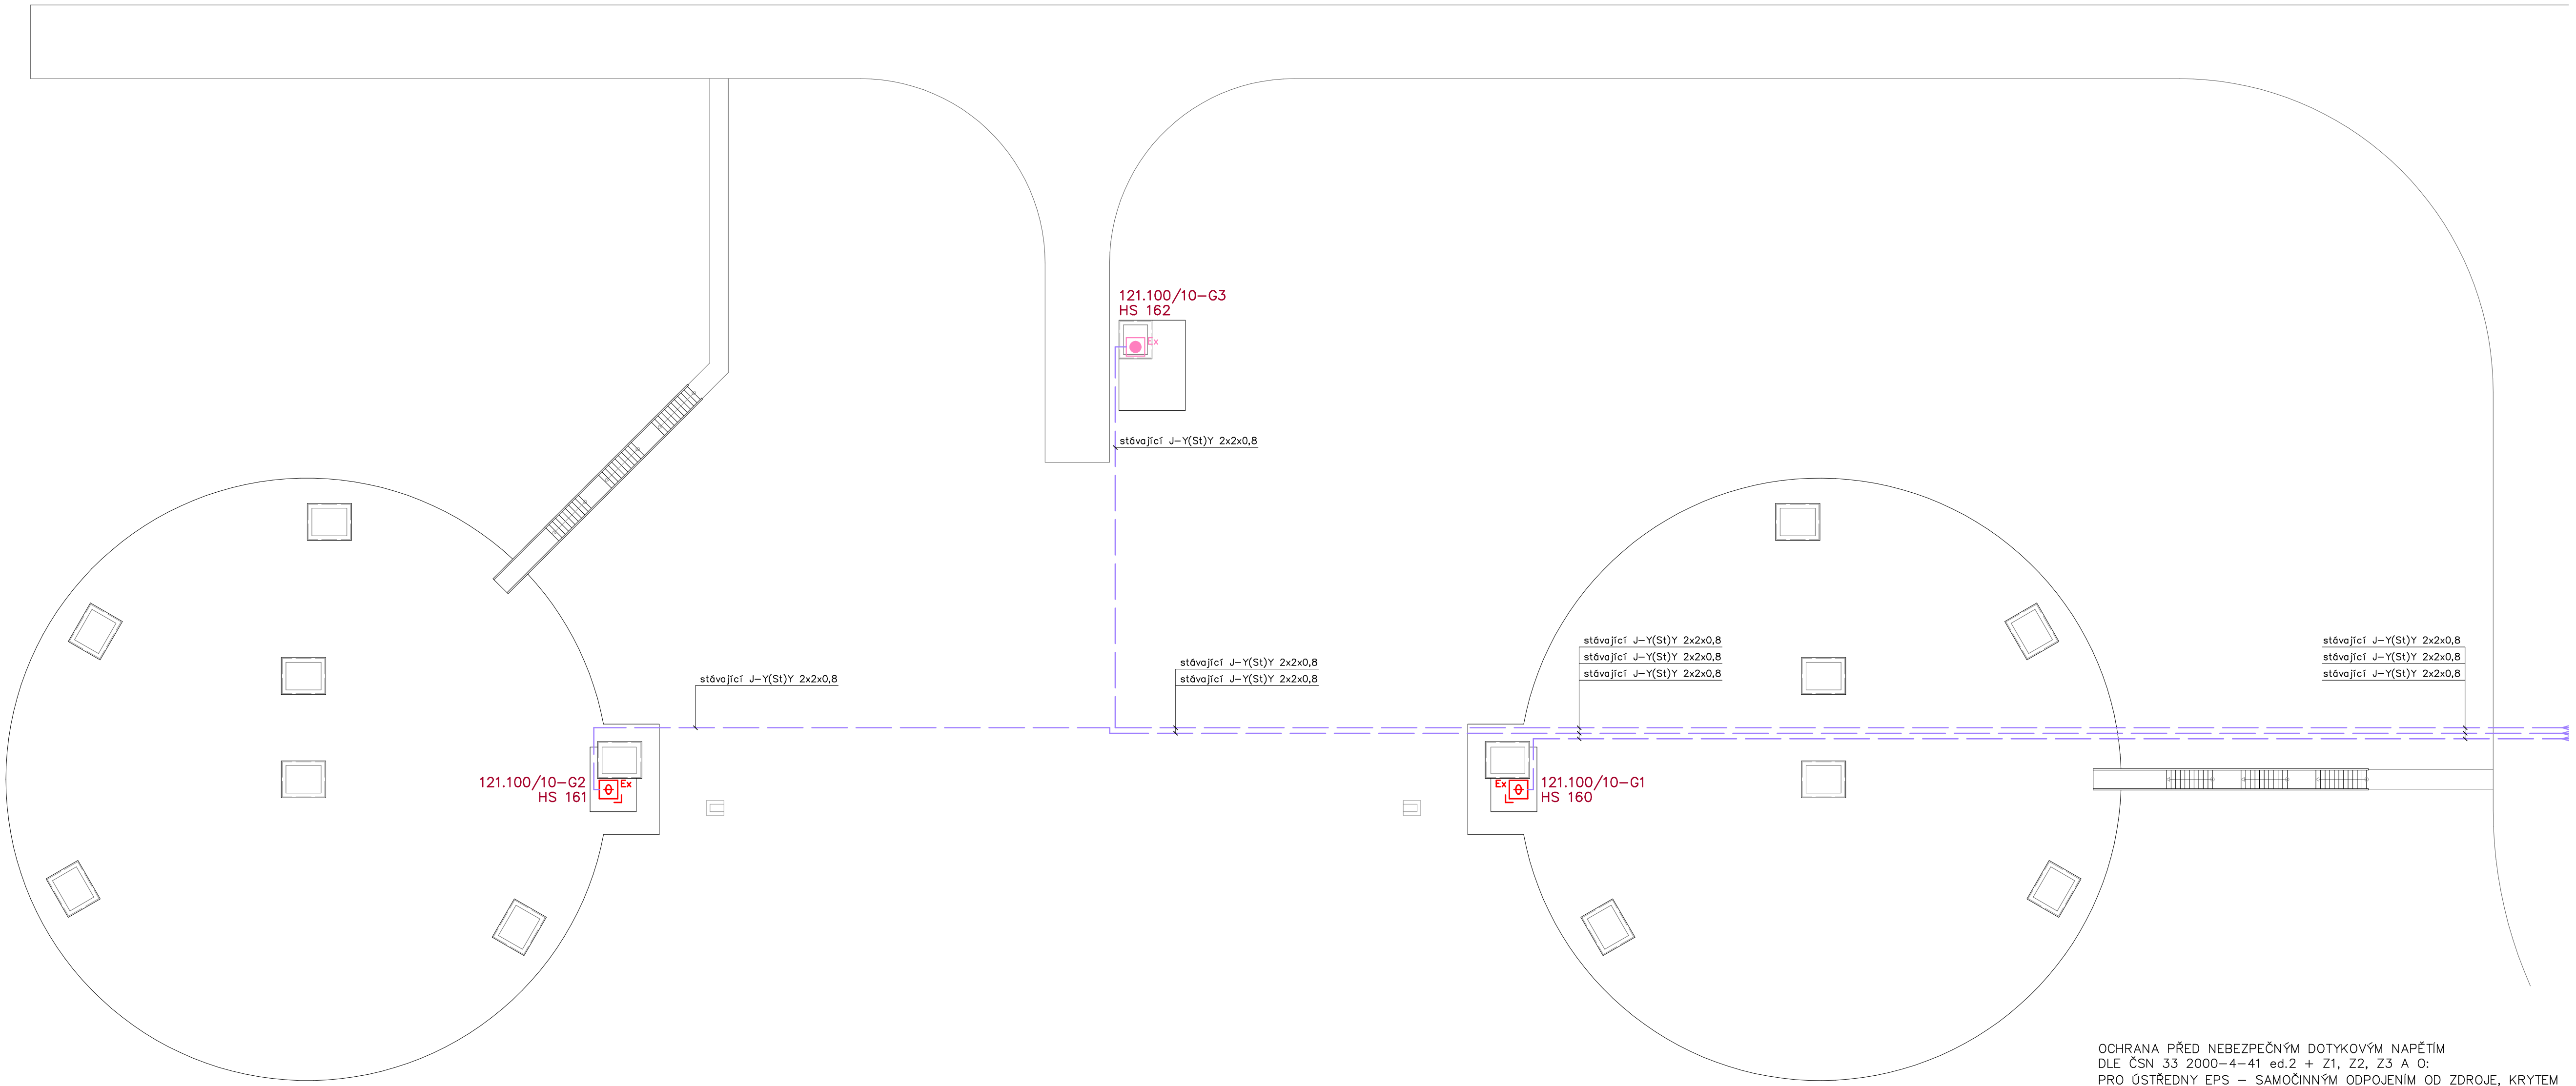 121.100/10-G3
HS 162
Ex
stávající J-Y(St)Y 2x2x0,8
stávající J-Y(St)Y 2x2x0,8
stávající J-Y(St)Y 2x2x0,8
stávající J-Y(St)Y 2x2x0,8
stávající J-Y(St)Y 2x2x0,8
stávající J-Y(St)Y 2x2x0,8
stávající J-Y(St)Y 2x2x0,8
stávající J-Y(St)Y 2x2x0,8
stávající J-Y(St)Y 2x2x0,8
stávající J-Y(St)Y 2x2x0,8
121.100/10-G2
HS 161
Ex
Ex
121.100/10-G1
HS 160
OCHRANA PŘED NEBEZPEČNÝM DOTYKOVÝM NAPĚTÍM
DLE ČSN 33 2000-4-41 ed.2 + Z1, Z2, Z3 A O:
PRO ÚSTŘEDNY EPS - SAMOČINNÝM ODPOJENÍM OD ZDROJE, KRYTEM